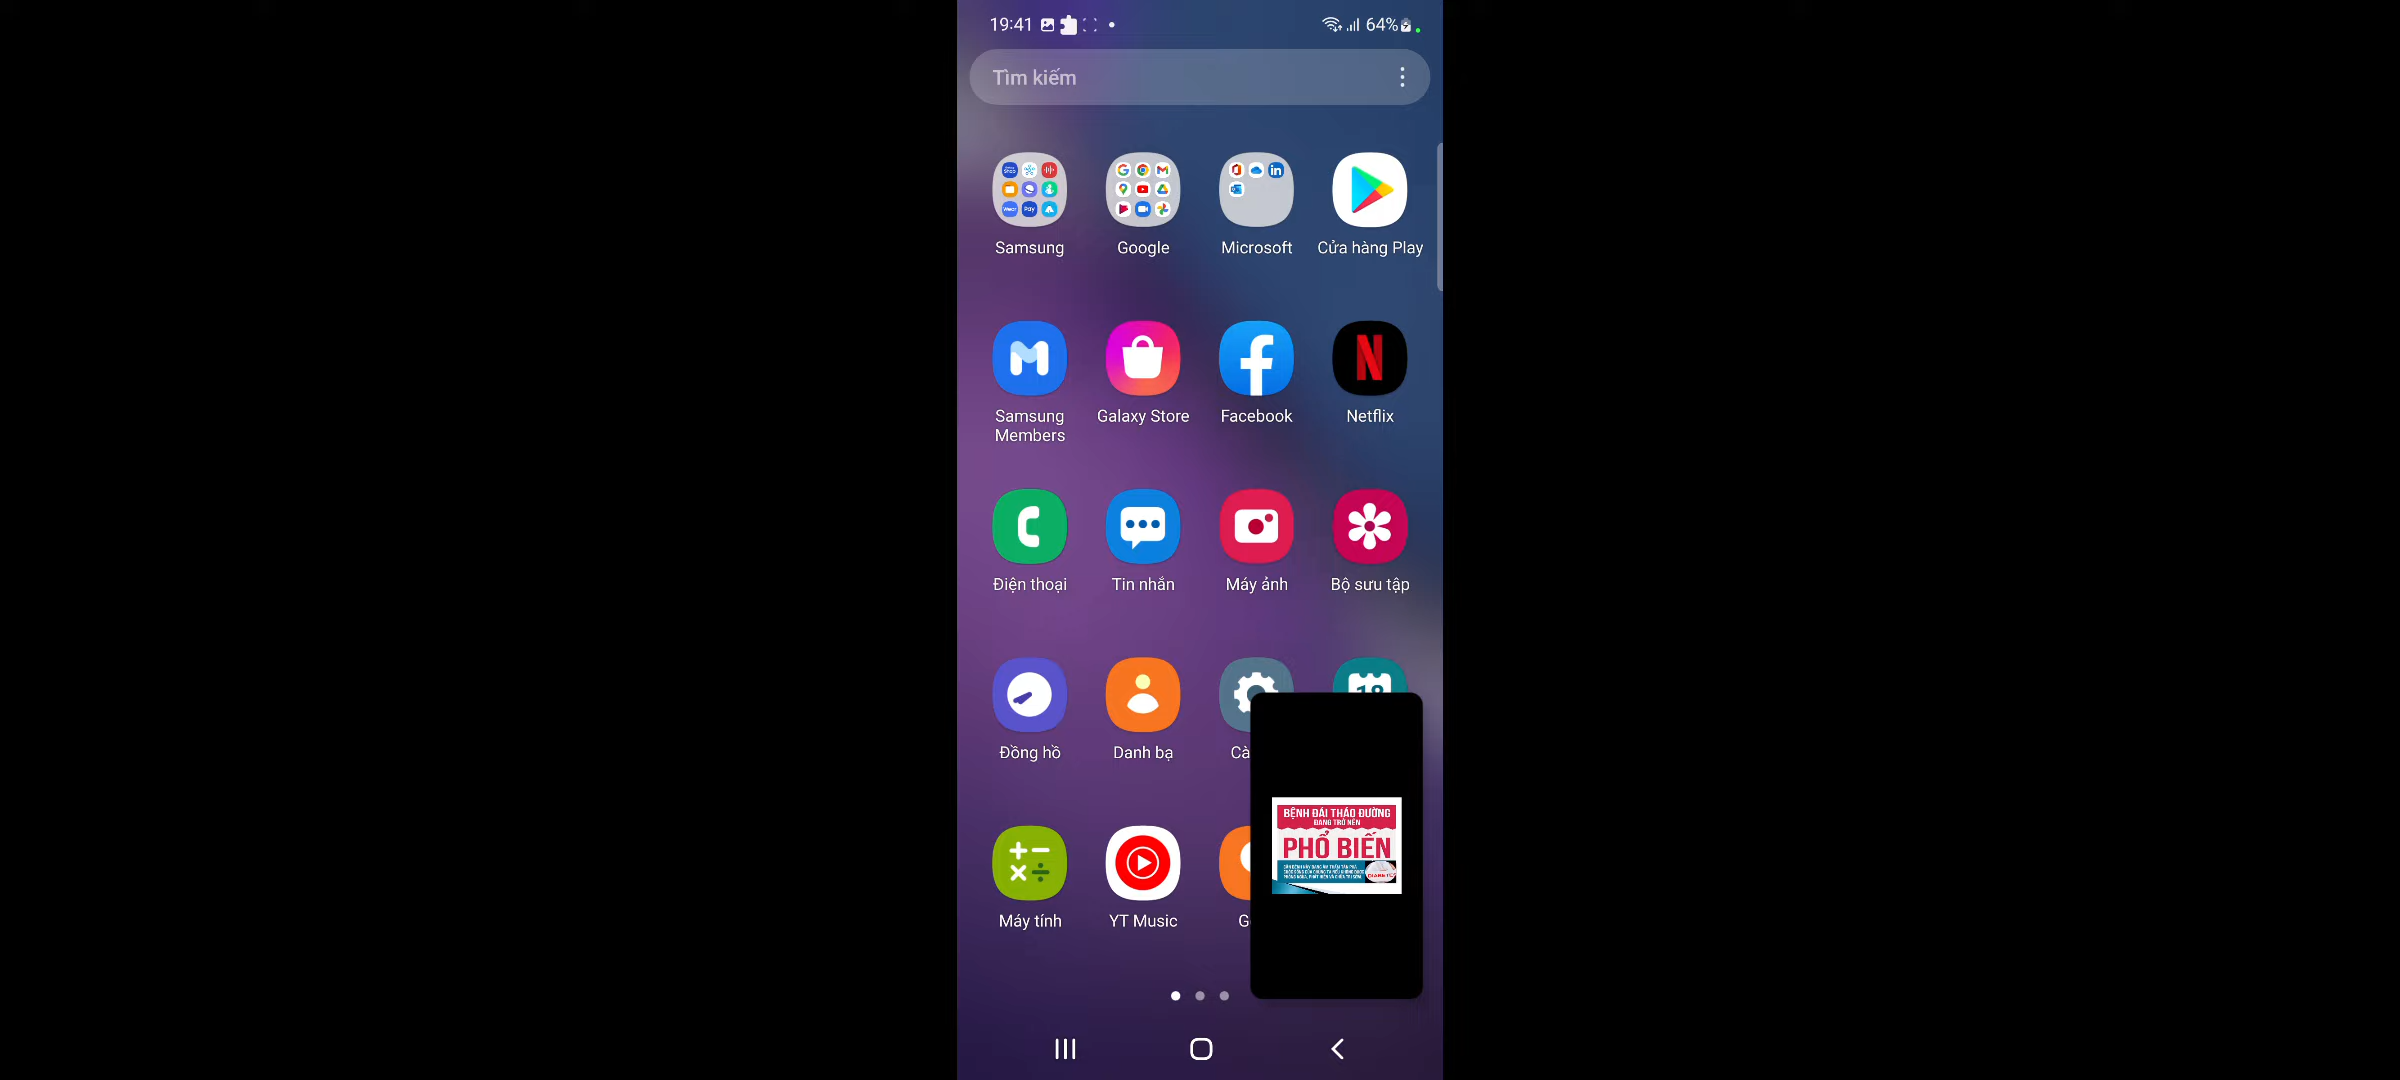 19:41
64%
Tìm kiếm
Samsung
Google
Microsoft
Cửa hàng Play
Samsung
Members
Galaxy Store
Facebook
Netflix
Điện thoại
Tin nhắn
Máy ảnh
Bộ sưu tập
Đồng hồ
Danh bạ
Cà
Máy tính
YT Music
G
BỆNH ĐÁI THÁO ĐƯỜNG
ĐANG TRỞ NÊN
PHỔ BIẾN